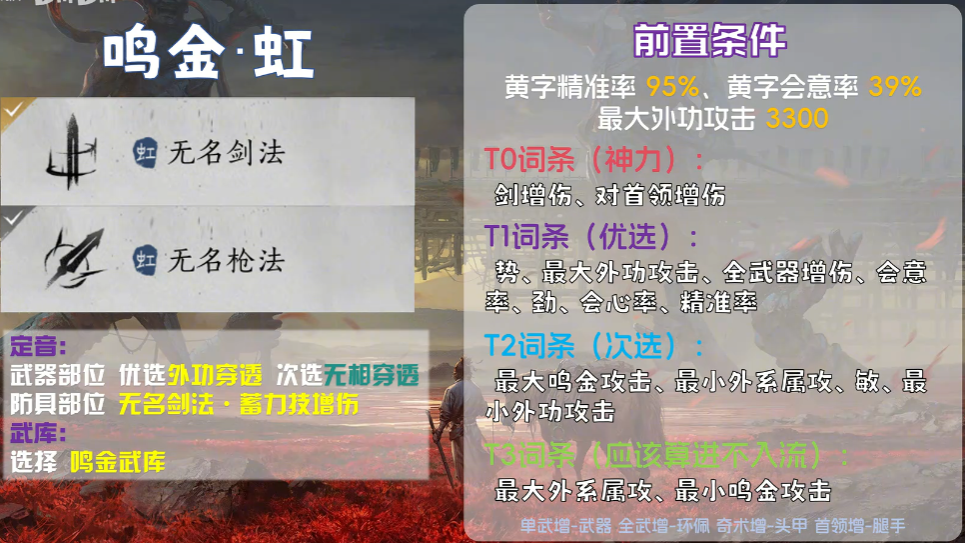 鸣金·虹
虹 无名剑法
虹 无名枪法
定音:
武器部位 优选外功穿透 次选无相穿透
防具部位 无名剑法·蓄力技增伤
武库:
选择 鸣金武库
前置条件
黄字精准率 95%、黄字会意率 39%
最大外功攻击 3300
T0词条（神力）:
剑增伤、对首领增伤
T1词条（优选）:
势、最大外功攻击、全武器增伤、会意
率、劲、会心率、精准率
T2词条（次选）:
最大鸣金攻击、最小外系属攻、敏、最
小外功攻击
T3词条（应该算进不入流）:
最大外系属攻、最小鸣金攻击
单武增-武器 全武增-环佩 奇术增-头甲 首领增-腿手